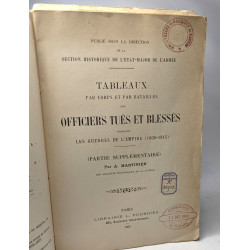 PUBLIÉ SOUS LA DIRECTION
DE LA
SECTION HISTORIQUE DE L'ÉTAT-MAJOR DE L'ARMÉE
TABLEAUX
PAR CORPS ET PAR BATAILLES
DES
OFFICIERS TUÉS ET BLESSÉS
LES GUERRES DE L'EMPIRE (1805-1815)
(PARTIE SUPPLÉMENTAIRE)
Par A. MARTINIEN
PARIS
LIBRAIRIE L. FOURNIER